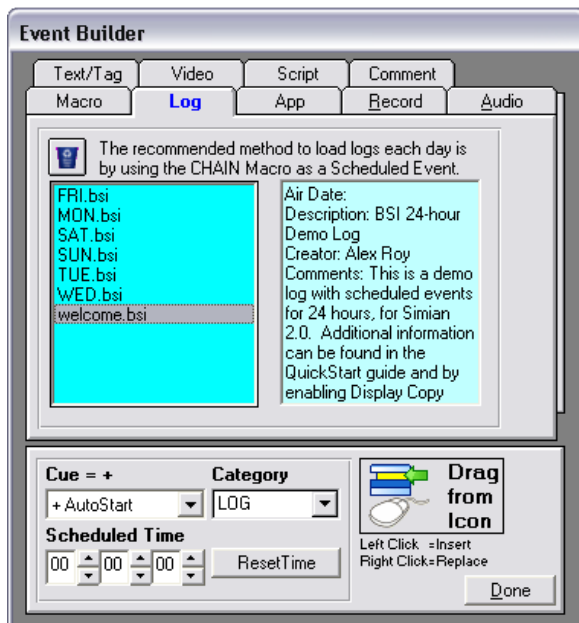 Event Builder
Text/Tag Video Script Comment
Macro Log App Record Audio
The recommended method to load logs each day is
by using the CHAIN Macro as a Scheduled Event.
FRI.bsi
MON.bsi
SAT.bsi
SUN.bsi
TUE.bsi
WED.bsi
welcome.bsi
Air Date:
Description: BSI 24-hour
Demo Log
Creator: Alex Roy
Comments: This is a demo
log with scheduled events
for 24 hours, for Simian
2.0.  Additional information
can be found in the
QuickStart guide and by
enabling Display Copy
Cue = + Category
+ AutoStart LOG
Scheduled Time
00 00 00 ResetTime
Drag
from
Icon
Left Click =Insert
Right Click=Replace
Done